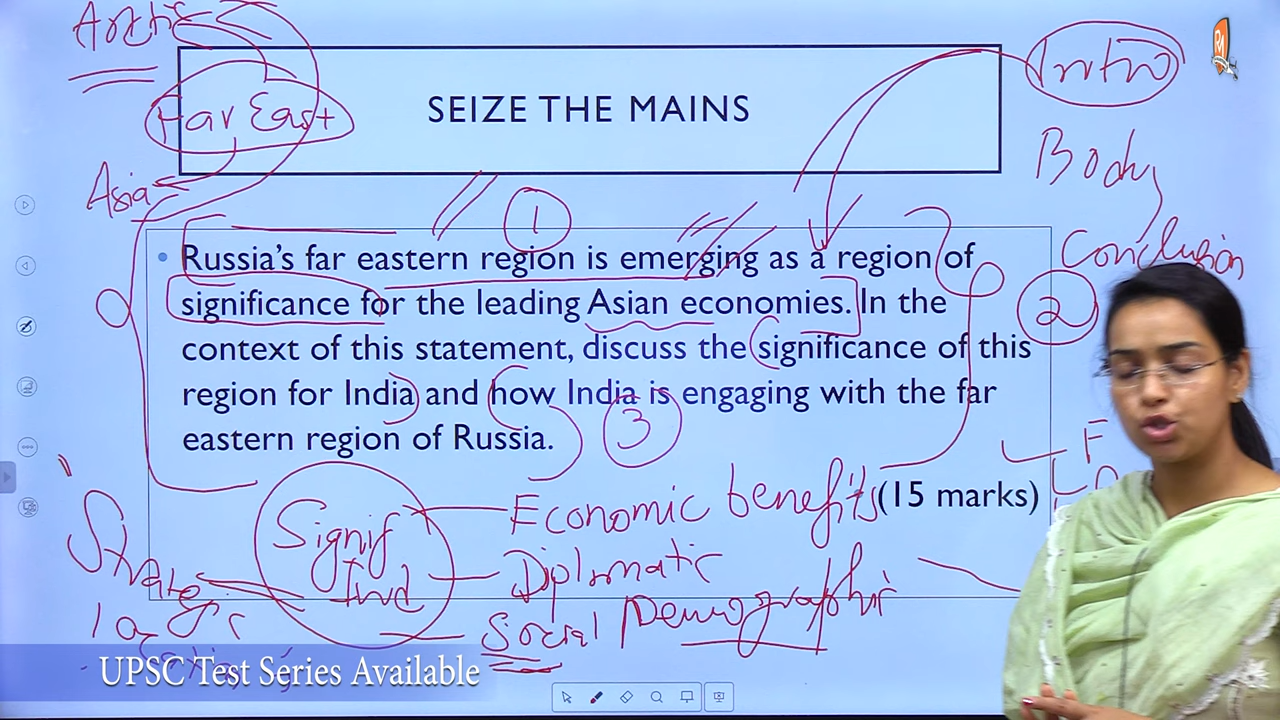 Arctic
Intro
Far East
SEIZE THE MAINS
Body
Asia
1
Conclusion
• Russia's far eastern region is emerging as a region of
significance for the leading Asian economies. In the
2
context of this statement, discuss the significance of this
region for India and how India is engaging with the far
3
eastern region of Russia.
(15 marks)
Economic benefits
Signif
Ind
Diplomatic
Strategic
Social Demographic
UPSC Test Series Available